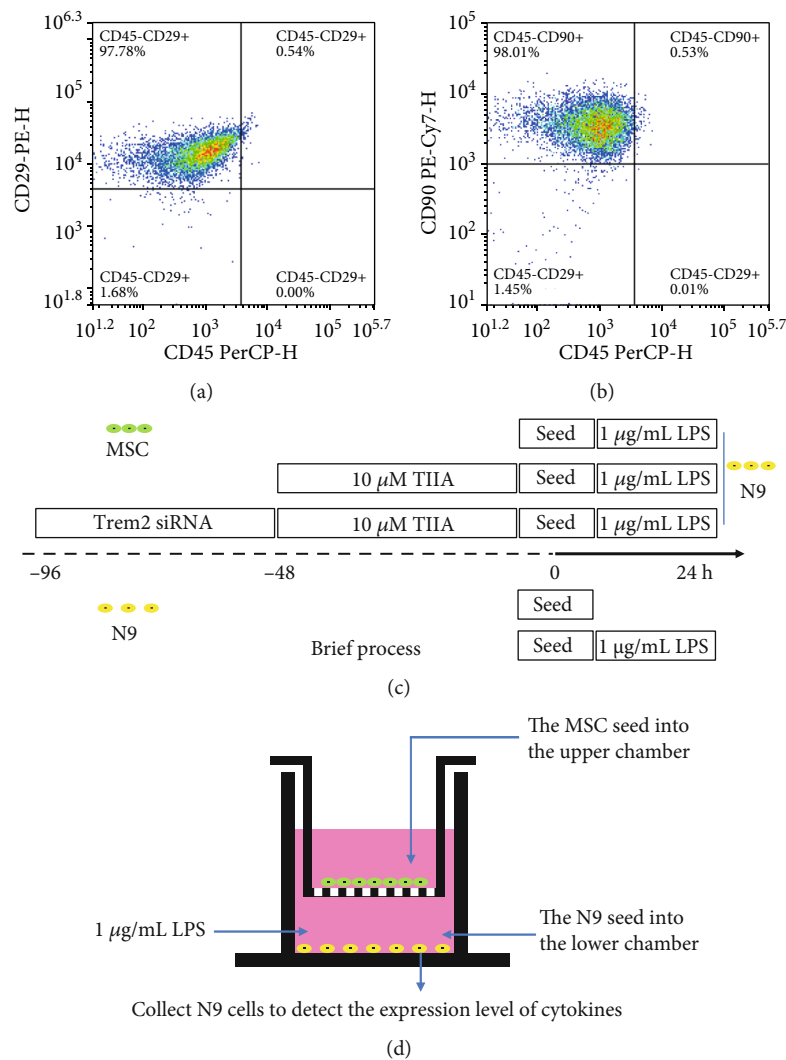 CD45-CD29+
97.78%
CD45-CD29+
0.54%
CD45-CD29+
1.68%
CD45-CD29+
0.00%
10^6.3
10^5
10^4
10^3
10^1.8
CD29-PE-H
10^1.2 10^2 10^3 10^4 10^5 10^5.7
CD45 PerCP-H
(a)
CD45-CD90+
98.01%
CD45-CD90+
0.53%
CD45-CD29+
1.45%
CD45-CD29+
0.01%
10^5
10^4
10^3
10^2
10^1
CD90 PE-Cy7-H
10^1.2 10^2 10^3 10^4 10^5 10^5.7
CD45 PerCP-H
(b)
MSC
Seed 1 μg/mL LPS
10 μM TIIA Seed 1 μg/mL LPS
N9
Trem2 siRNA 10 μM TIIA Seed 1 μg/mL LPS
–96 –48 0 24 h
N9
Seed
Brief process
Seed 1 μg/mL LPS
(c)
The MSC seed into
the upper chamber
1 μg/mL LPS
The N9 seed into
the lower chamber
Collect N9 cells to detect the expression level of cytokines
(d)